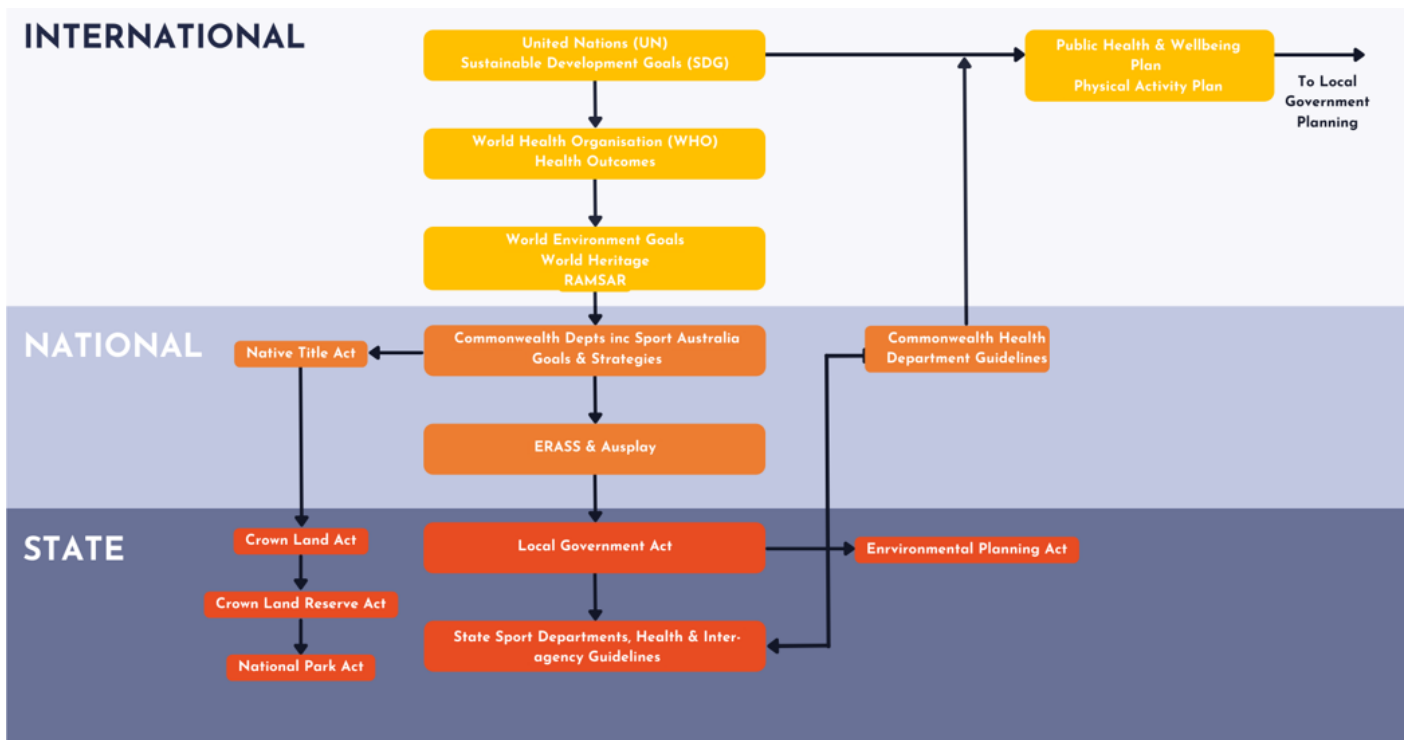 INTERNATIONAL
United Nations (UN)
Sustainable Development Goals (SDG)
Public Health & Wellbeing
Plan
Physical Activity Plan
To Local
Government
Planning
World Health Organisation (WHO)
Health Outcomes
World Environment Goals
World Heritage
RAMSAR
NATIONAL
Native Title Act
Commonwealth Depts inc Sport Australia
Goals & Strategies
Commonwealth Health
Department Guidelines
ERASS & Ausplay
STATE
Crown Land Act
Local Government Act
Enrvironmental Planning Act
Crown Land Reserve Act
State Sport Departments, Health & Inter-
agency Guidelines
National Park Act